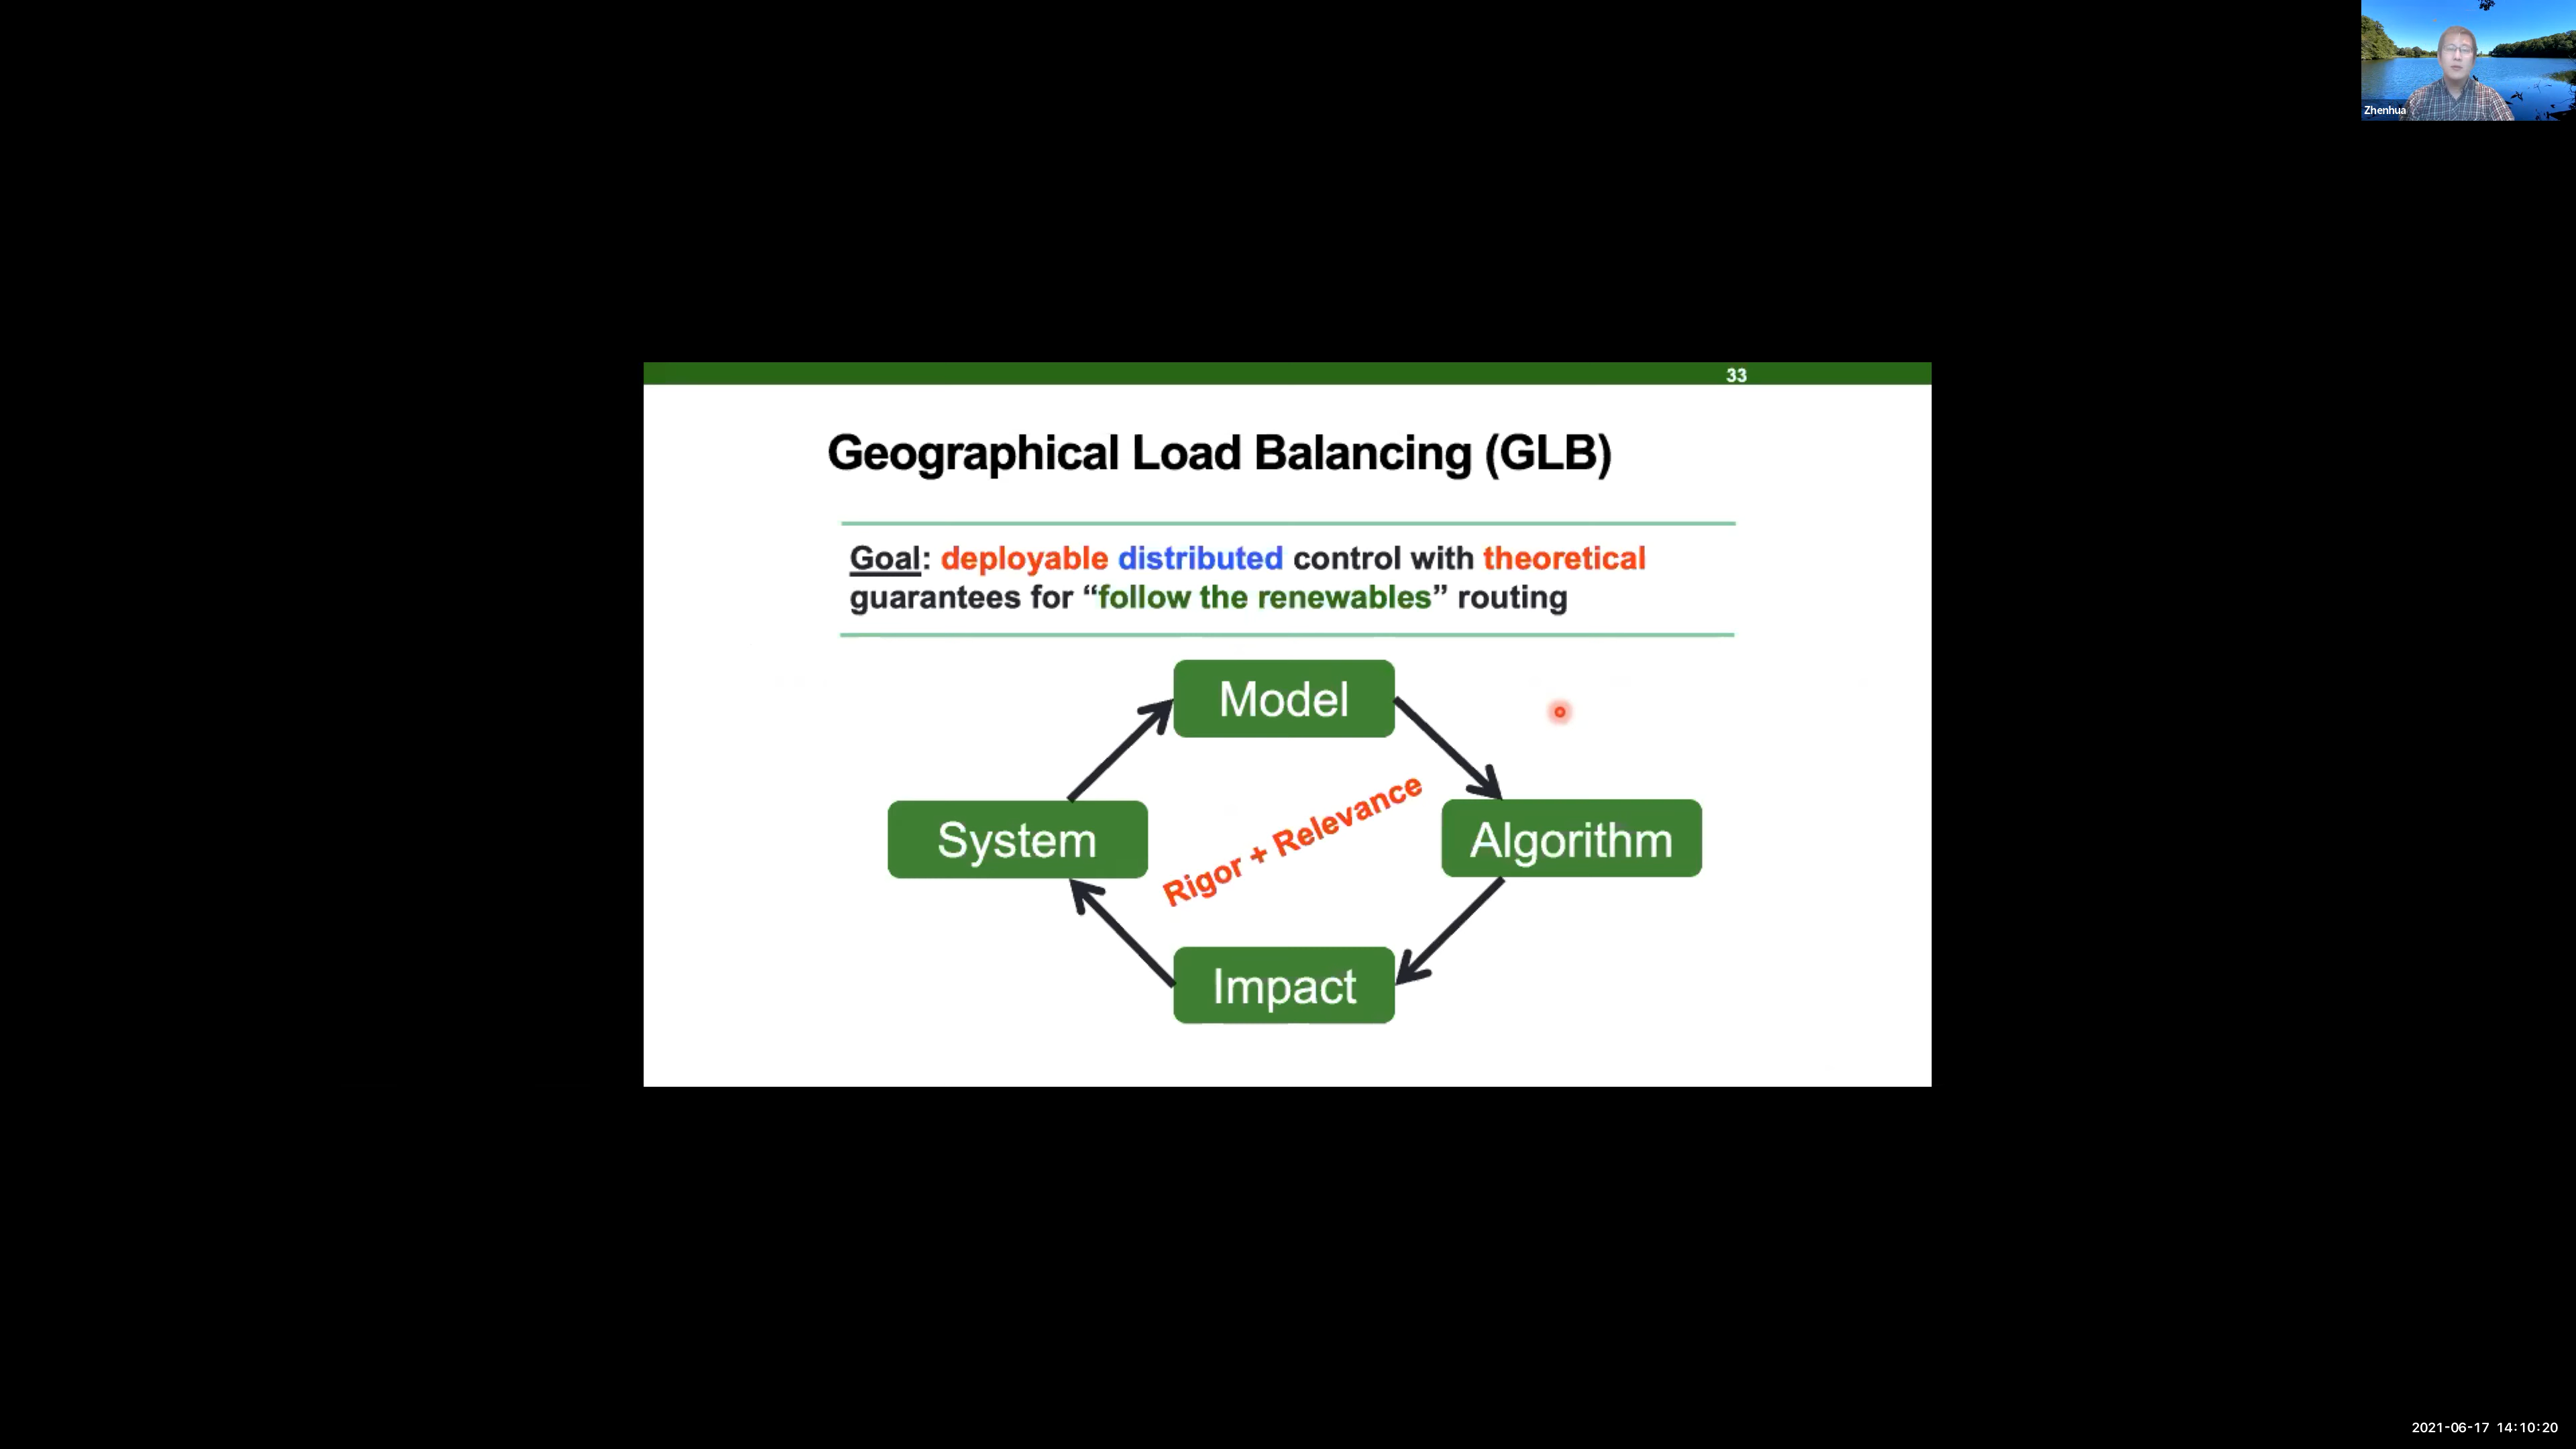 Zhenhua
33
Geographical Load Balancing (GLB)
Goal: deployable distributed control with theoretical
guarantees for “follow the renewables” routing
Model
System
Rigor + Relevance
Algorithm
Impact
2021-06-17 14:10:20